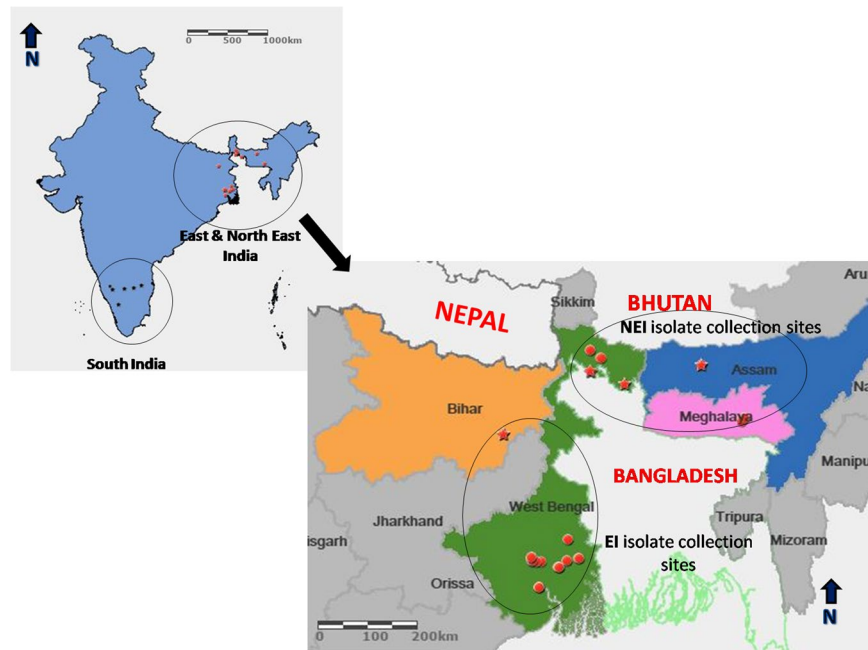 N
0 500 1000km
East & North East
India
South India
NEPAL
Sikkim
BHUTAN
Aru
NEI isolate collection sites
Assam
Na
Bihar
Meghalaya
Manipu
BANGLADESH
West Bengal
Jharkhand
Tripura
Mizoram
isgarh
EI isolate collection
sites
Orissa
N
0 100 200km